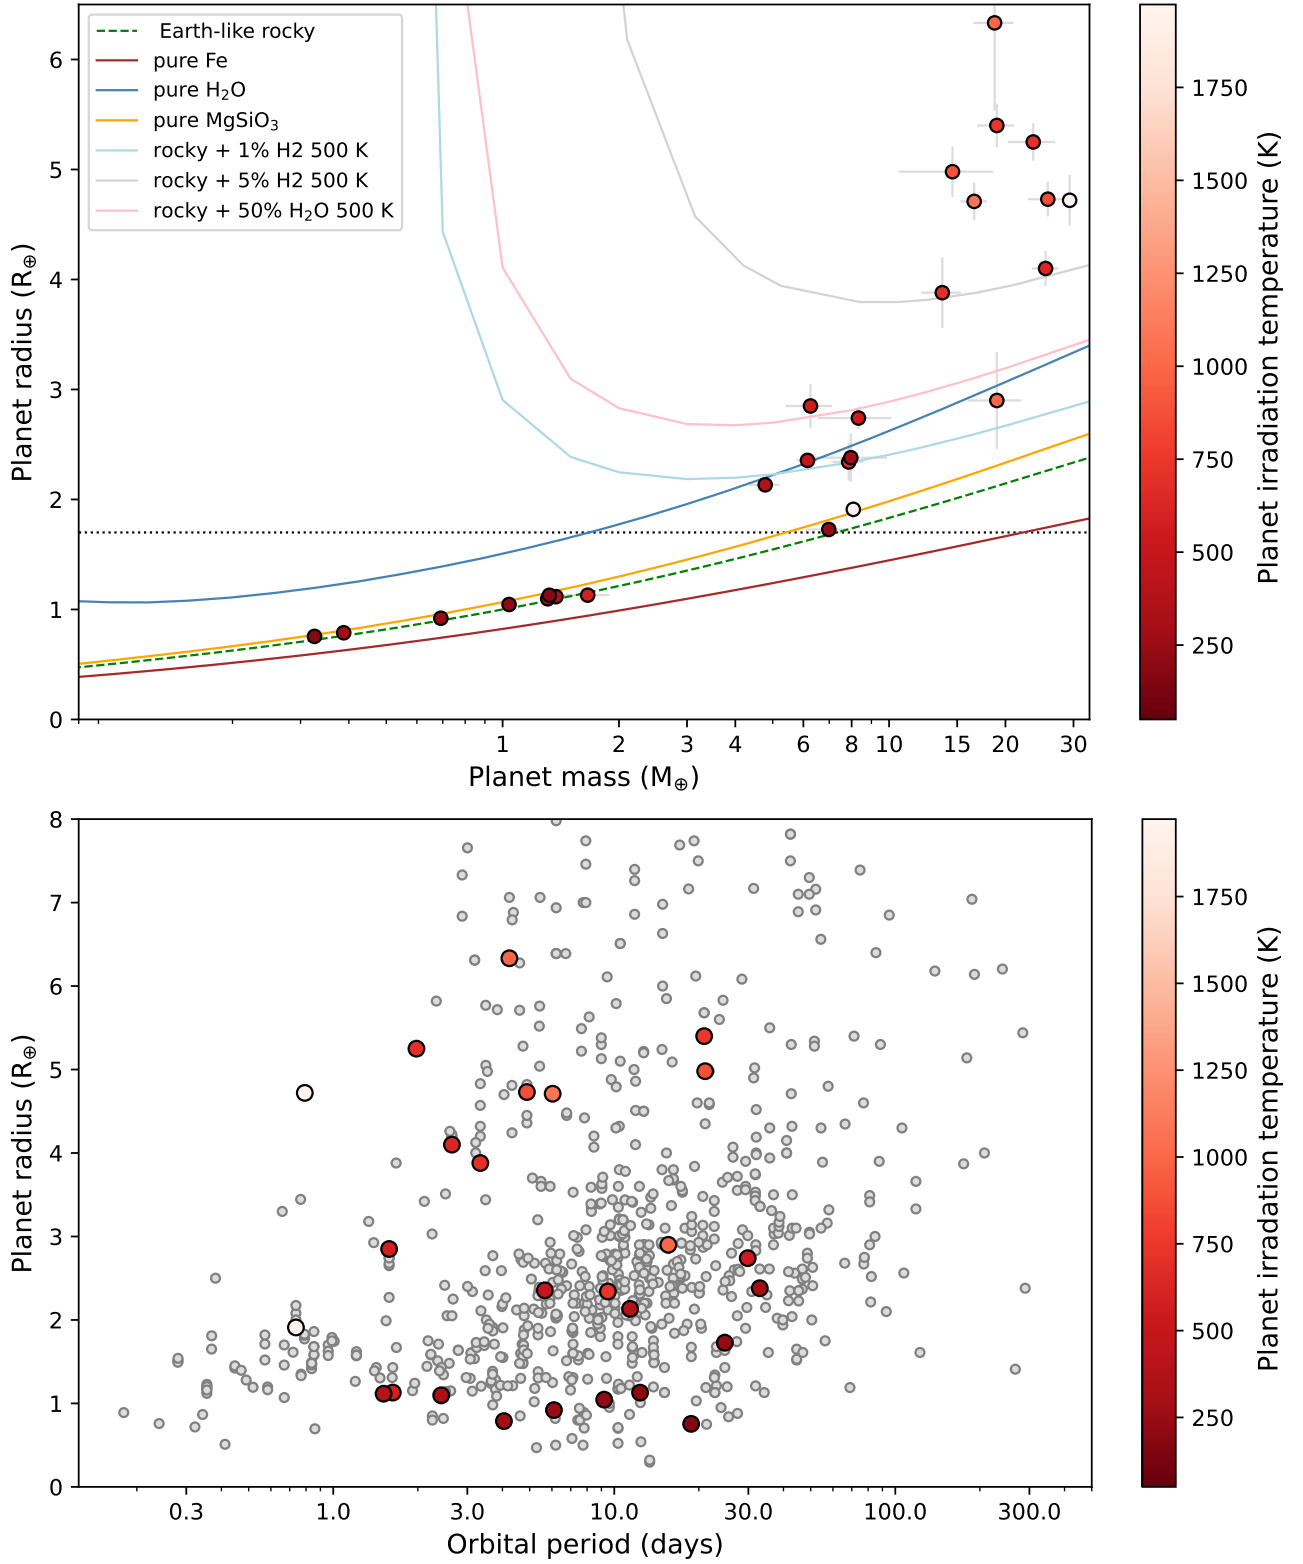 Earth-like rocky
pure Fe
pure H₂O
pure MgSiO₃
rocky + 1% H2 500 K
rocky + 5% H2 500 K
rocky + 50% H₂O 500 K
0
1
2
3
4
5
6
Planet radius (R⊕)
1 2 3 4 6 8 10 15 20 30
Planet mass (M⊕)
250
500
750
1000
1250
1500
1750
Planet irradiation temperature (K)
0
1
2
3
4
5
6
7
8
Planet radius (R⊕)
0.3 1.0 3.0 10.0 30.0 100.0 300.0
Orbital period (days)
250
500
750
1000
1250
1500
1750
Planet irradation temperature (K)